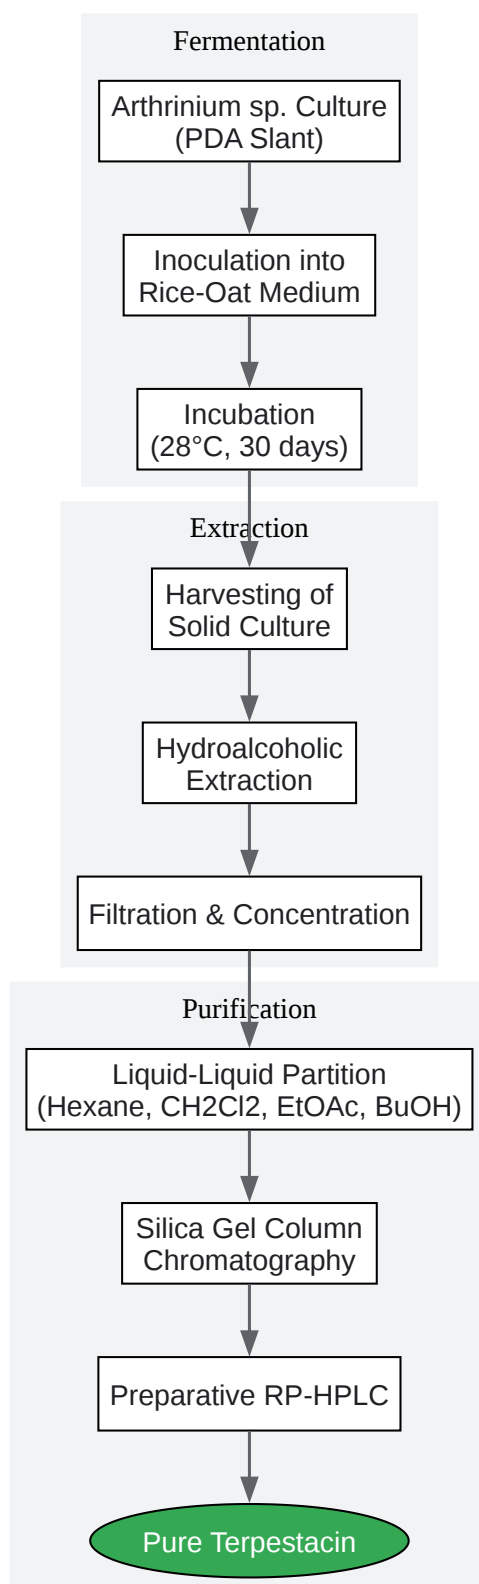 Fermentation
Arthrinium sp. Culture
(PDA Slant)
Inoculation into
Rice-Oat Medium
Incubation
(28°C, 30 days)
Extraction
Harvesting of
Solid Culture
Hydroalcoholic
Extraction
Filtration & Concentration
Purification
Liquid-Liquid Partition
(Hexane, CH2Cl2, EtOAc, BuOH)
Silica Gel Column
Chromatography
Preparative RP-HPLC
Pure Terpestacin